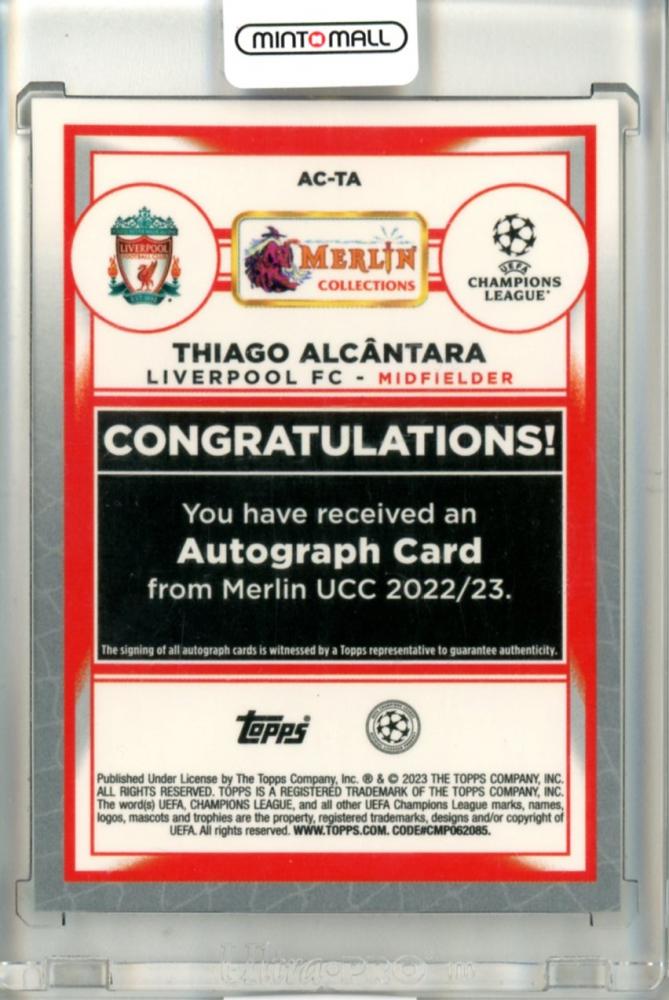 MINTMALL
AC-TA
LIVERPOOL
FOOTBALL CLUB
EST·1892
MERLIN
COLLECTIONS
UEFA
CHAMPIONS
LEAGUE
THIAGO ALCÂNTARA
LIVERPOOL FC - MIDFIELDER
CONGRATULATIONS!
You have received an
Autograph Card
from Merlin UCC 2022/23.
The signing of all autograph cards is witnessed by a Topps representative to guarantee authenticity.
topps®
Published Under License by The Topps Company, Inc. ® & © 2023 THE TOPPS COMPANY, INC.
ALL RIGHTS RESERVED. TOPPS IS A REGISTERED TRADEMARK OF THE TOPPS COMPANY, INC.
The word(s) UEFA, CHAMPIONS LEAGUE, and all other UEFA Champions League marks, names,
logos, mascots and trophies are the property, registered trademarks, designs and/or copyright of
UEFA. All rights reserved. WWW.TOPPS.COM. CODE#CMP062085.
Ultra·PRO